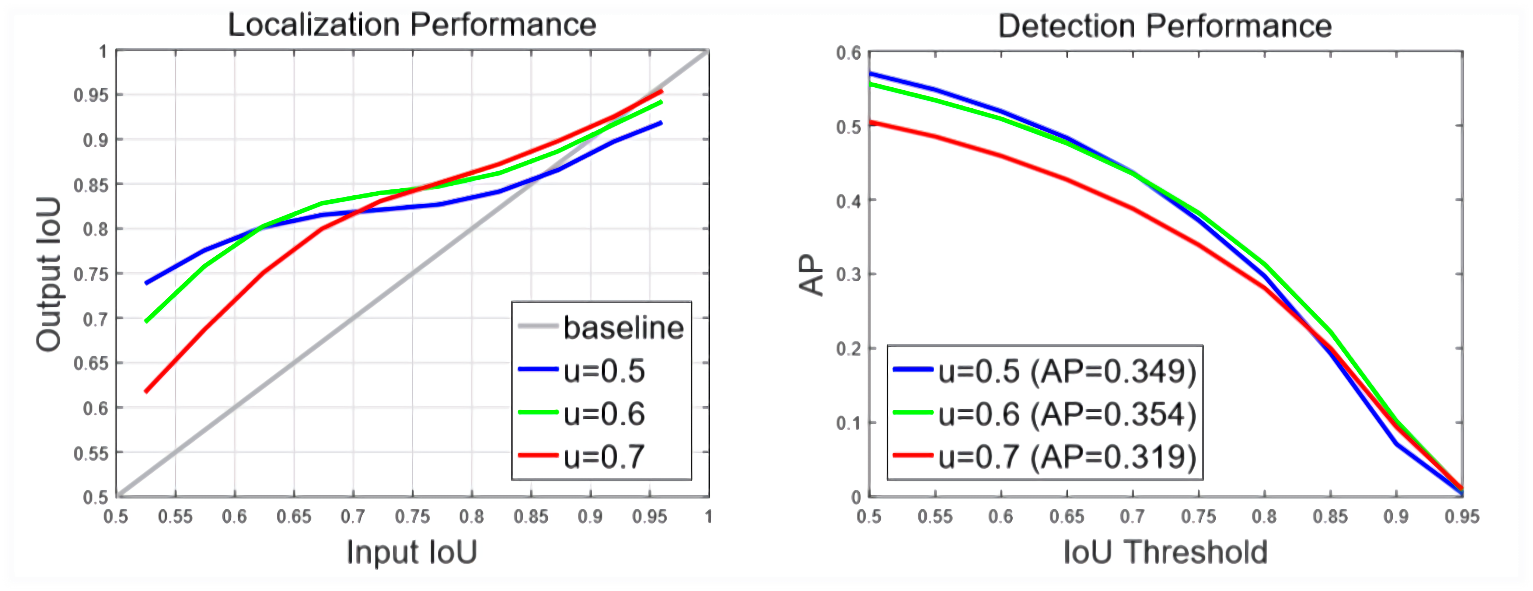 Localization Performance
1
0.95
0.9
0.85
0.8
0.75
0.7
0.65
0.6
0.55
0.5
Output IoU
baseline
u=0.5
u=0.6
u=0.7
0.5 0.55 0.6 0.65 0.7 0.75 0.8 0.85 0.9 0.95 1
Input IoU
Detection Performance
0.6
0.5
0.4
0.3
0.2
0.1
0
AP
u=0.5 (AP=0.349)
u=0.6 (AP=0.354)
u=0.7 (AP=0.319)
0.5 0.55 0.6 0.65 0.7 0.75 0.8 0.85 0.9 0.95
IoU Threshold